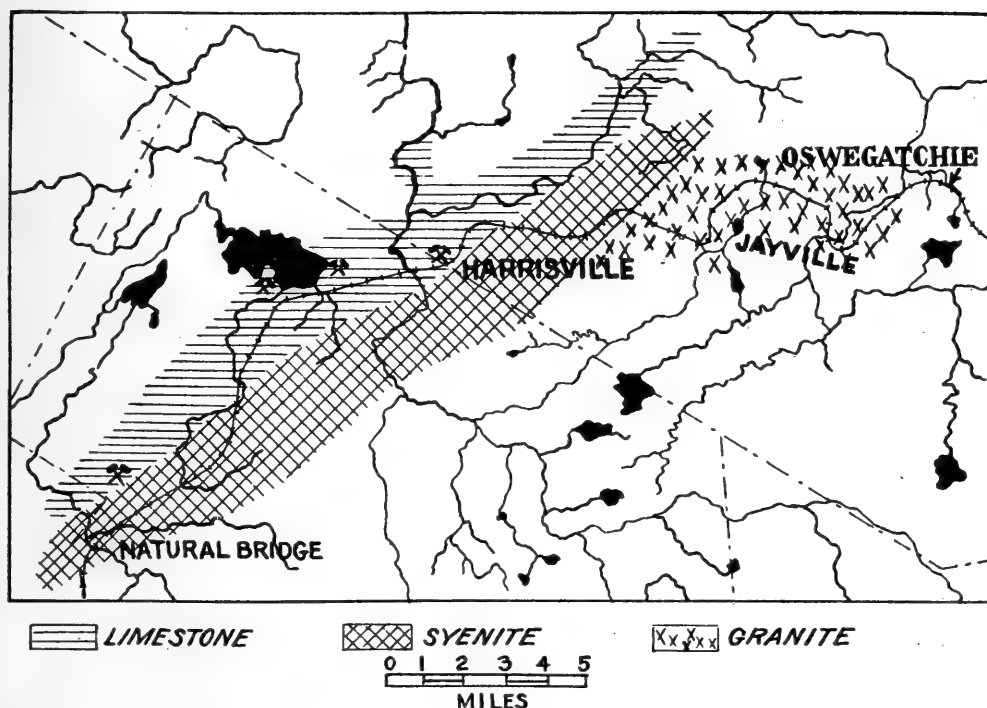 OSWEGATCHIE
JAYVILLE
HARRISVILLE
NATURAL BRIDGE
LIMESTONE SYENITE GRANITE
0 1 2 3 4 5
MILES